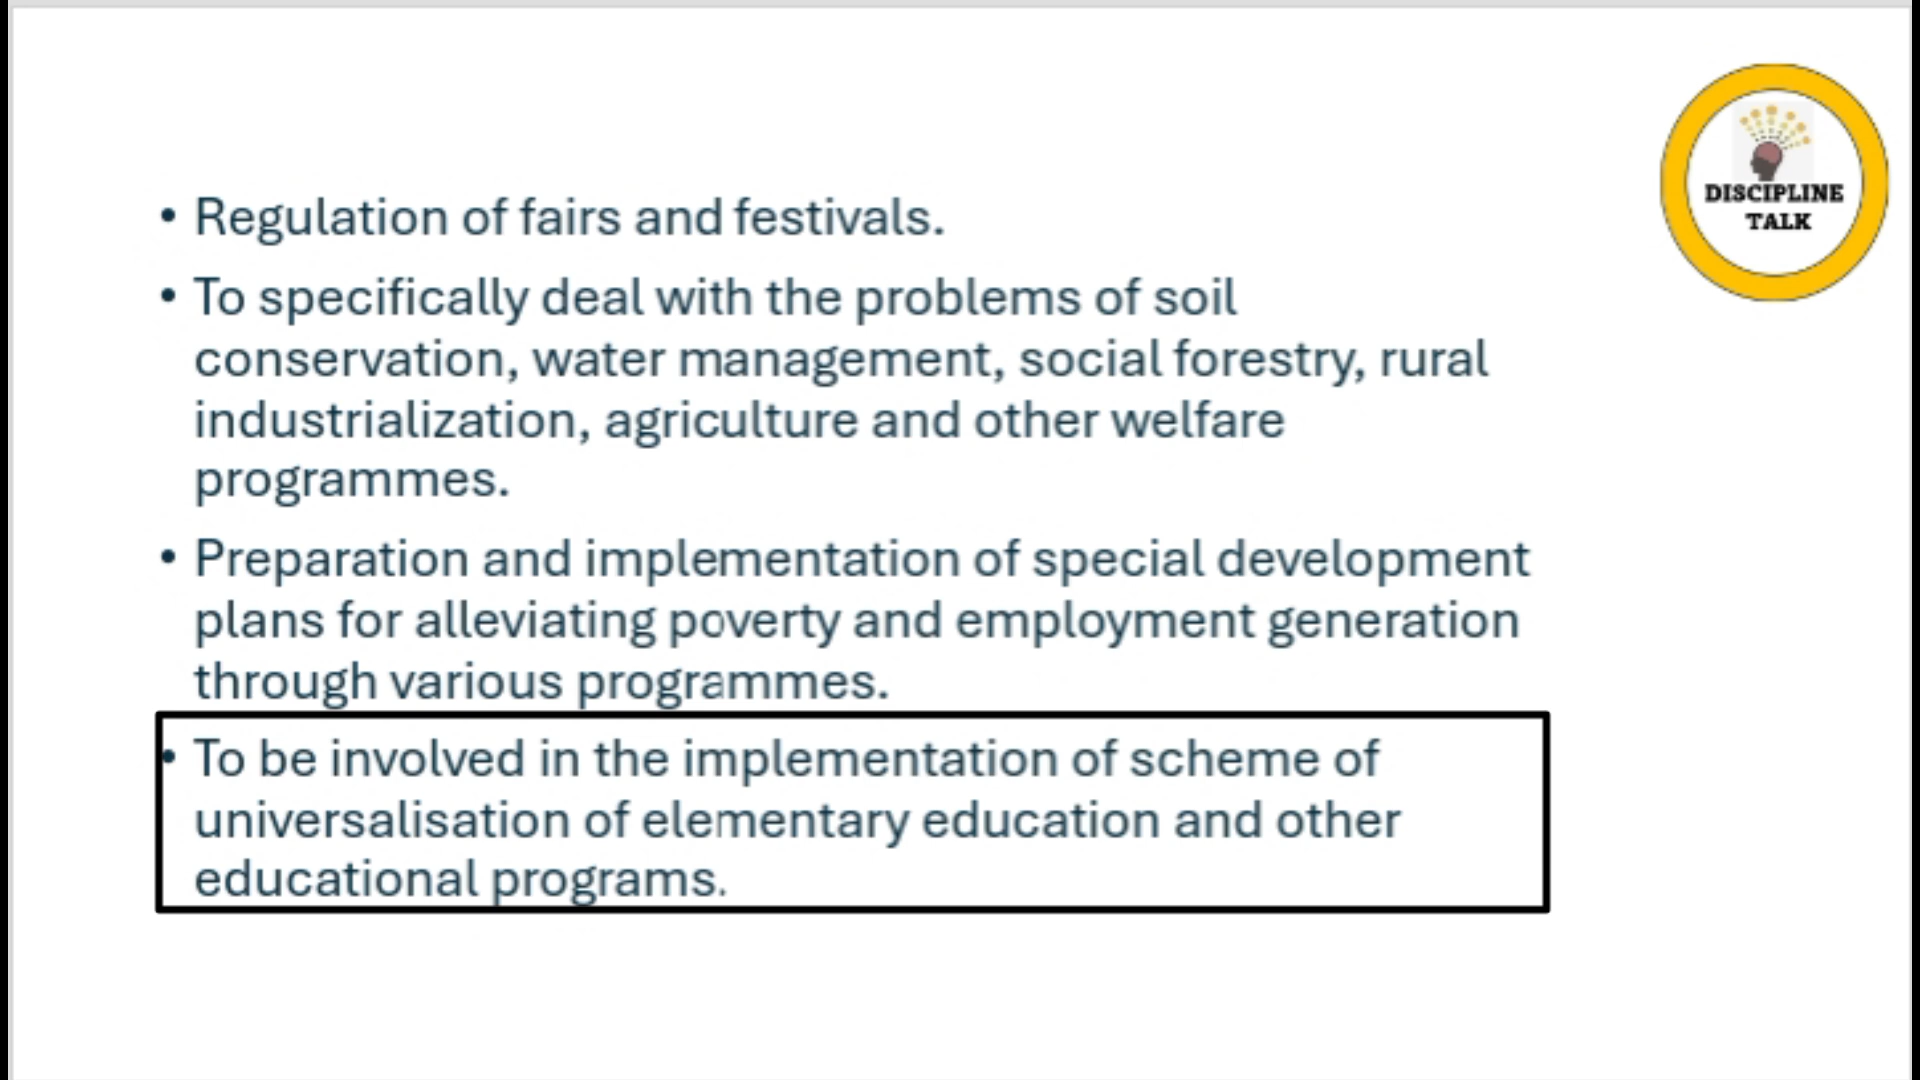 DISCIPLINE
TALK
• Regulation of fairs and festivals.
• To specifically deal with the problems of soil
conservation, water management, social forestry, rural
industrialization, agriculture and other welfare
programmes.
• Preparation and implementation of special development
plans for alleviating poverty and employment generation
through various programmes.
• To be involved in the implementation of scheme of
universalisation of elementary education and other
educational programs.